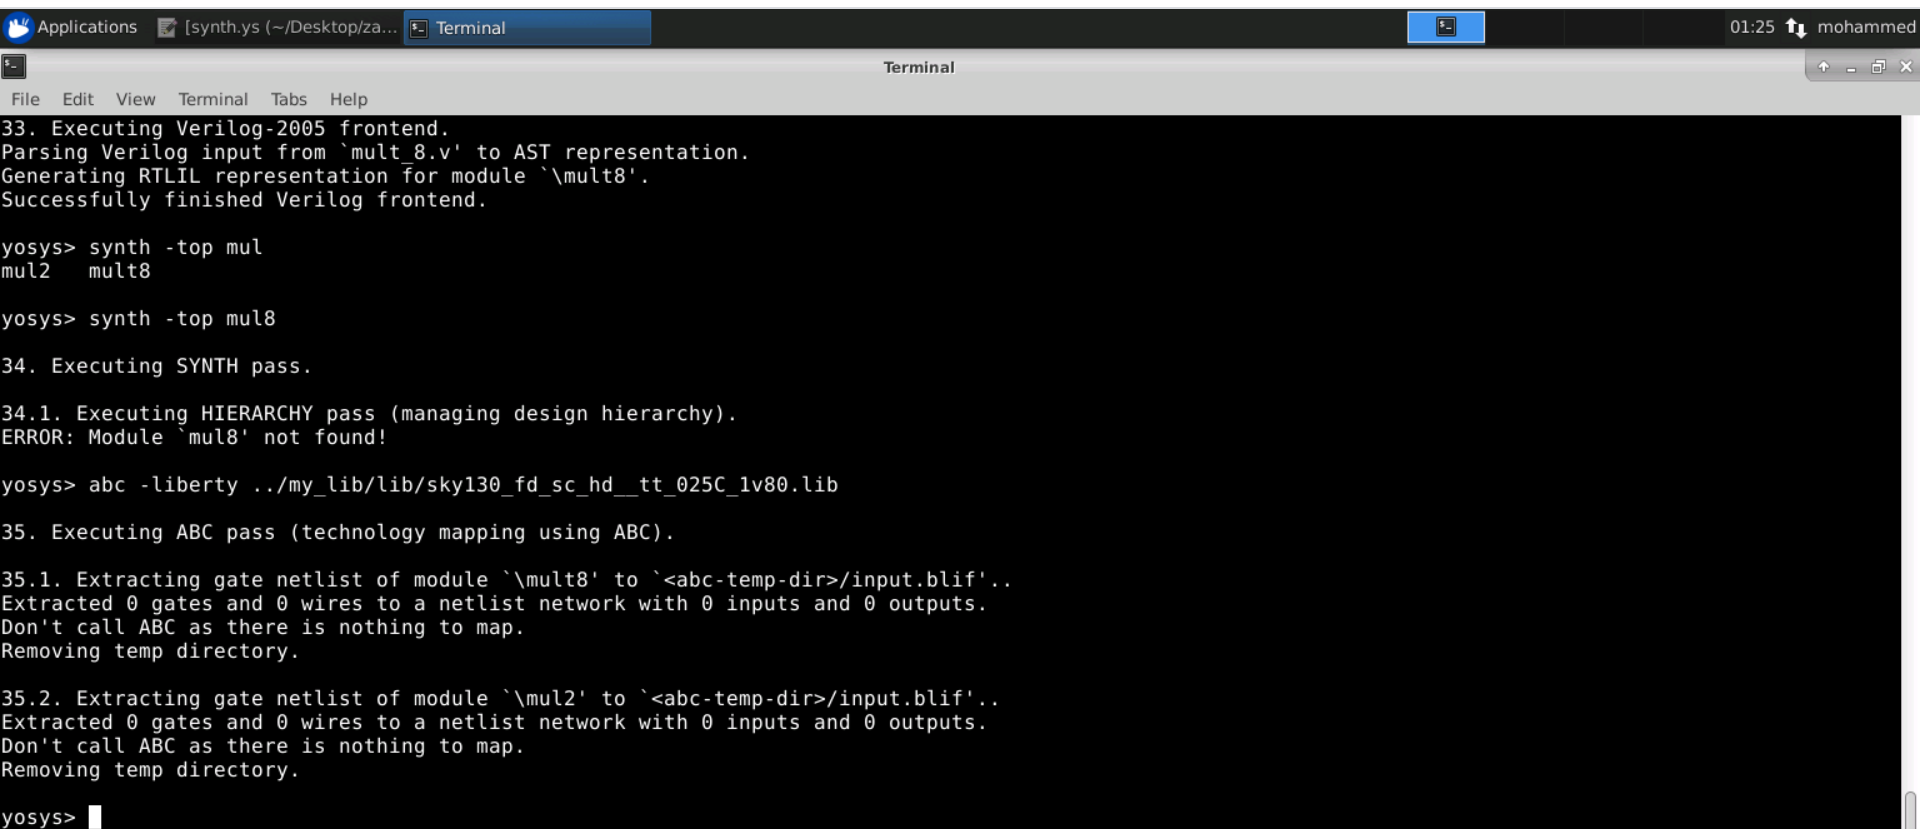 Applications [synth.ys (~/Desktop/za... Terminal 01:25 mohammed
Terminal
File Edit View Terminal Tabs Help
33. Executing Verilog-2005 frontend.
Parsing Verilog input from `mult_8.v' to AST representation.
Generating RTLIL representation for module `\mult8'.
Successfully finished Verilog frontend.
yosys> synth -top mul
mul2   mult8
yosys> synth -top mul8
34. Executing SYNTH pass.
34.1. Executing HIERARCHY pass (managing design hierarchy).
ERROR: Module `mul8' not found!
yosys> abc -liberty ../my_lib/lib/sky130_fd_sc_hd__tt_025C_1v80.lib
35. Executing ABC pass (technology mapping using ABC).
35.1. Extracting gate netlist of module `\mult8' to `<abc-temp-dir>/input.blif'..
Extracted 0 gates and 0 wires to a netlist network with 0 inputs and 0 outputs.
Don't call ABC as there is nothing to map.
Removing temp directory.
35.2. Extracting gate netlist of module `\mul2' to `<abc-temp-dir>/input.blif'..
Extracted 0 gates and 0 wires to a netlist network with 0 inputs and 0 outputs.
Don't call ABC as there is nothing to map.
Removing temp directory.
yosys>